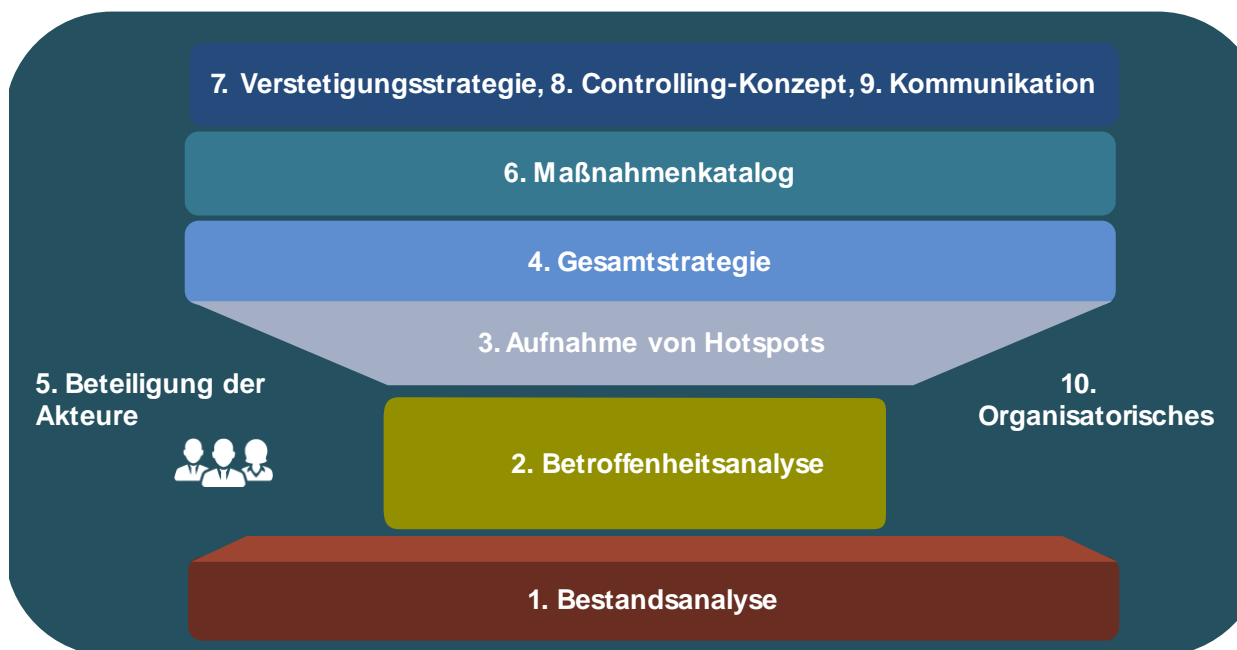 7. Verstetigungsstrategie, 8. Controlling-Konzept, 9. Kommunikation
6. Maßnahmenkatalog
4. Gesamtstrategie
3. Aufnahme von Hotspots
5. Beteiligung der
Akteure
10.
Organisatorisches
2. Betroffenheitsanalyse
1. Bestandsanalyse